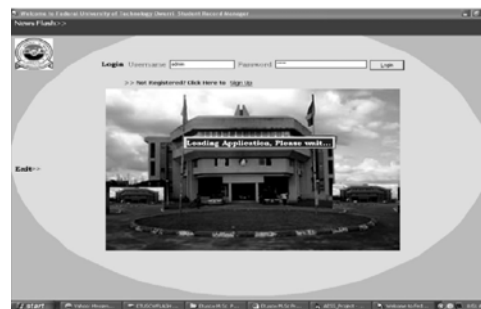 Welcome to Federal University of Technology Owerri Student Record Manager
News Flash>>
Login Username admin Password Login
>> Not Registered? Click Here to Sign Up
Loading Application, Please wait...
Exit>>
start Yahoo